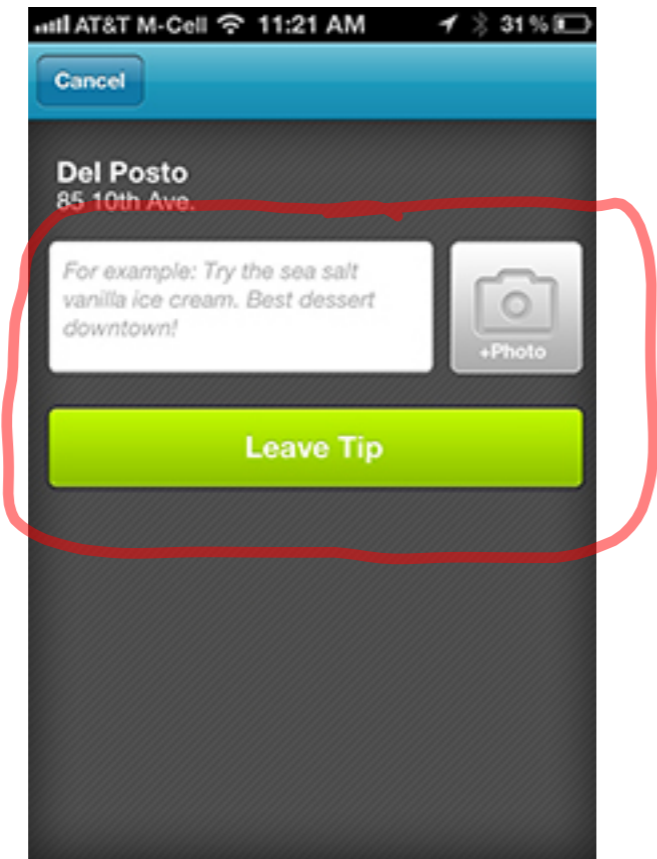 AT&T M-Cell 11:21 AM 31%
Cancel
Del Posto
85 10th Ave.
For example: Try the sea salt
vanilla ice cream. Best dessert
downtown!
+Photo
Leave Tip